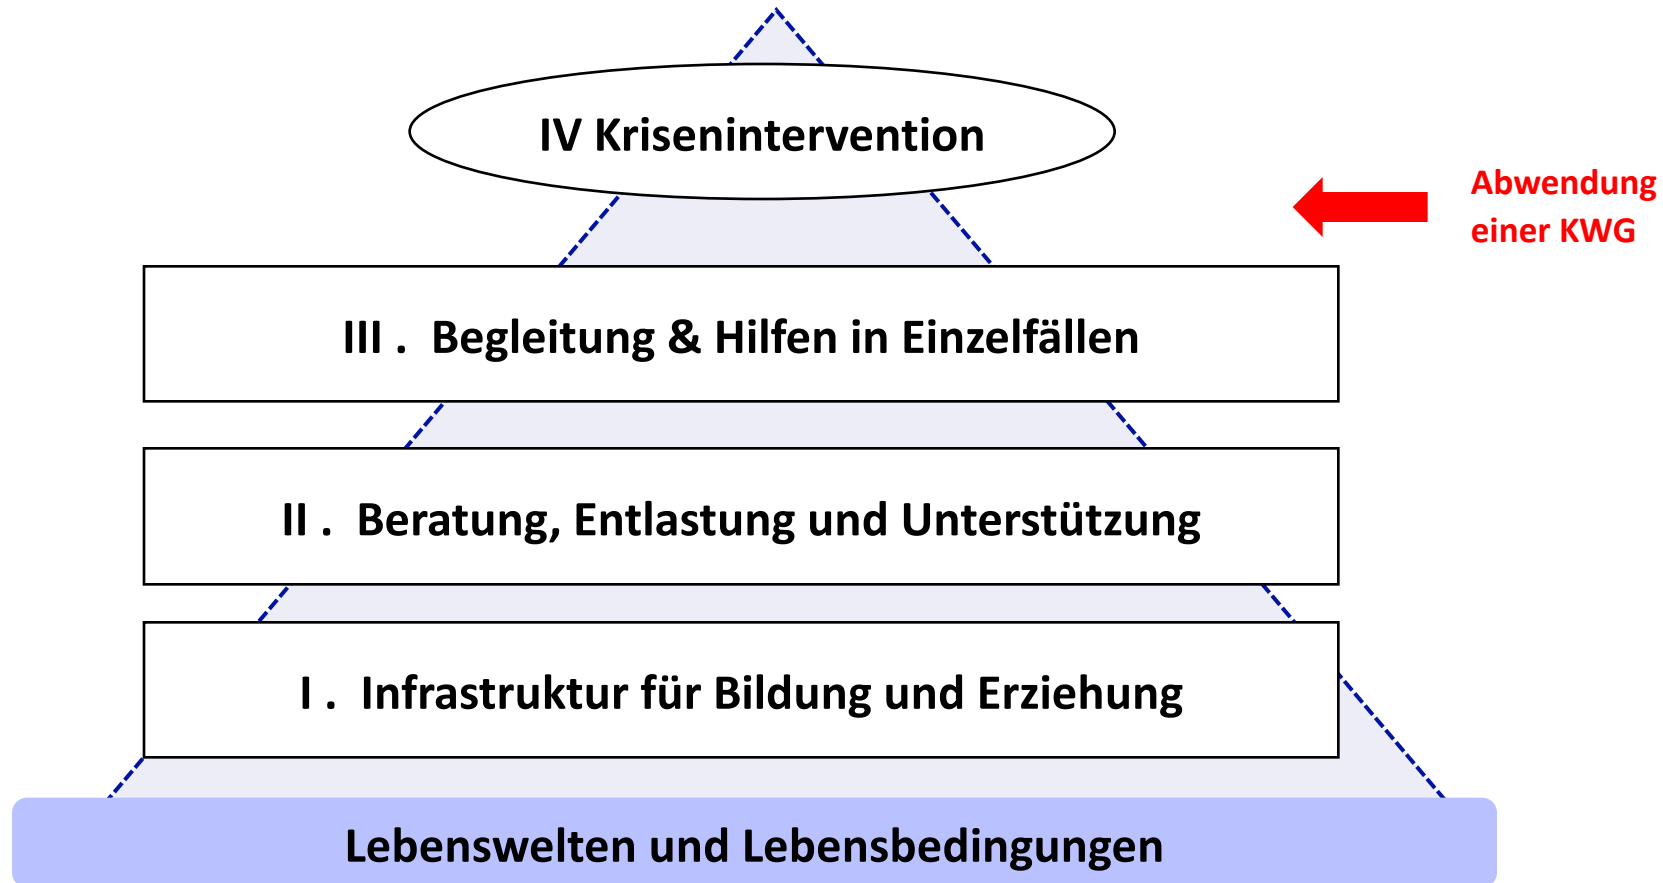 IV Krisenintervention
Abwendung
einer KWG
III . Begleitung & Hilfen in Einzelfällen
II . Beratung, Entlastung und Unterstützung
I . Infrastruktur für Bildung und Erziehung
Lebenswelten und Lebensbedingungen